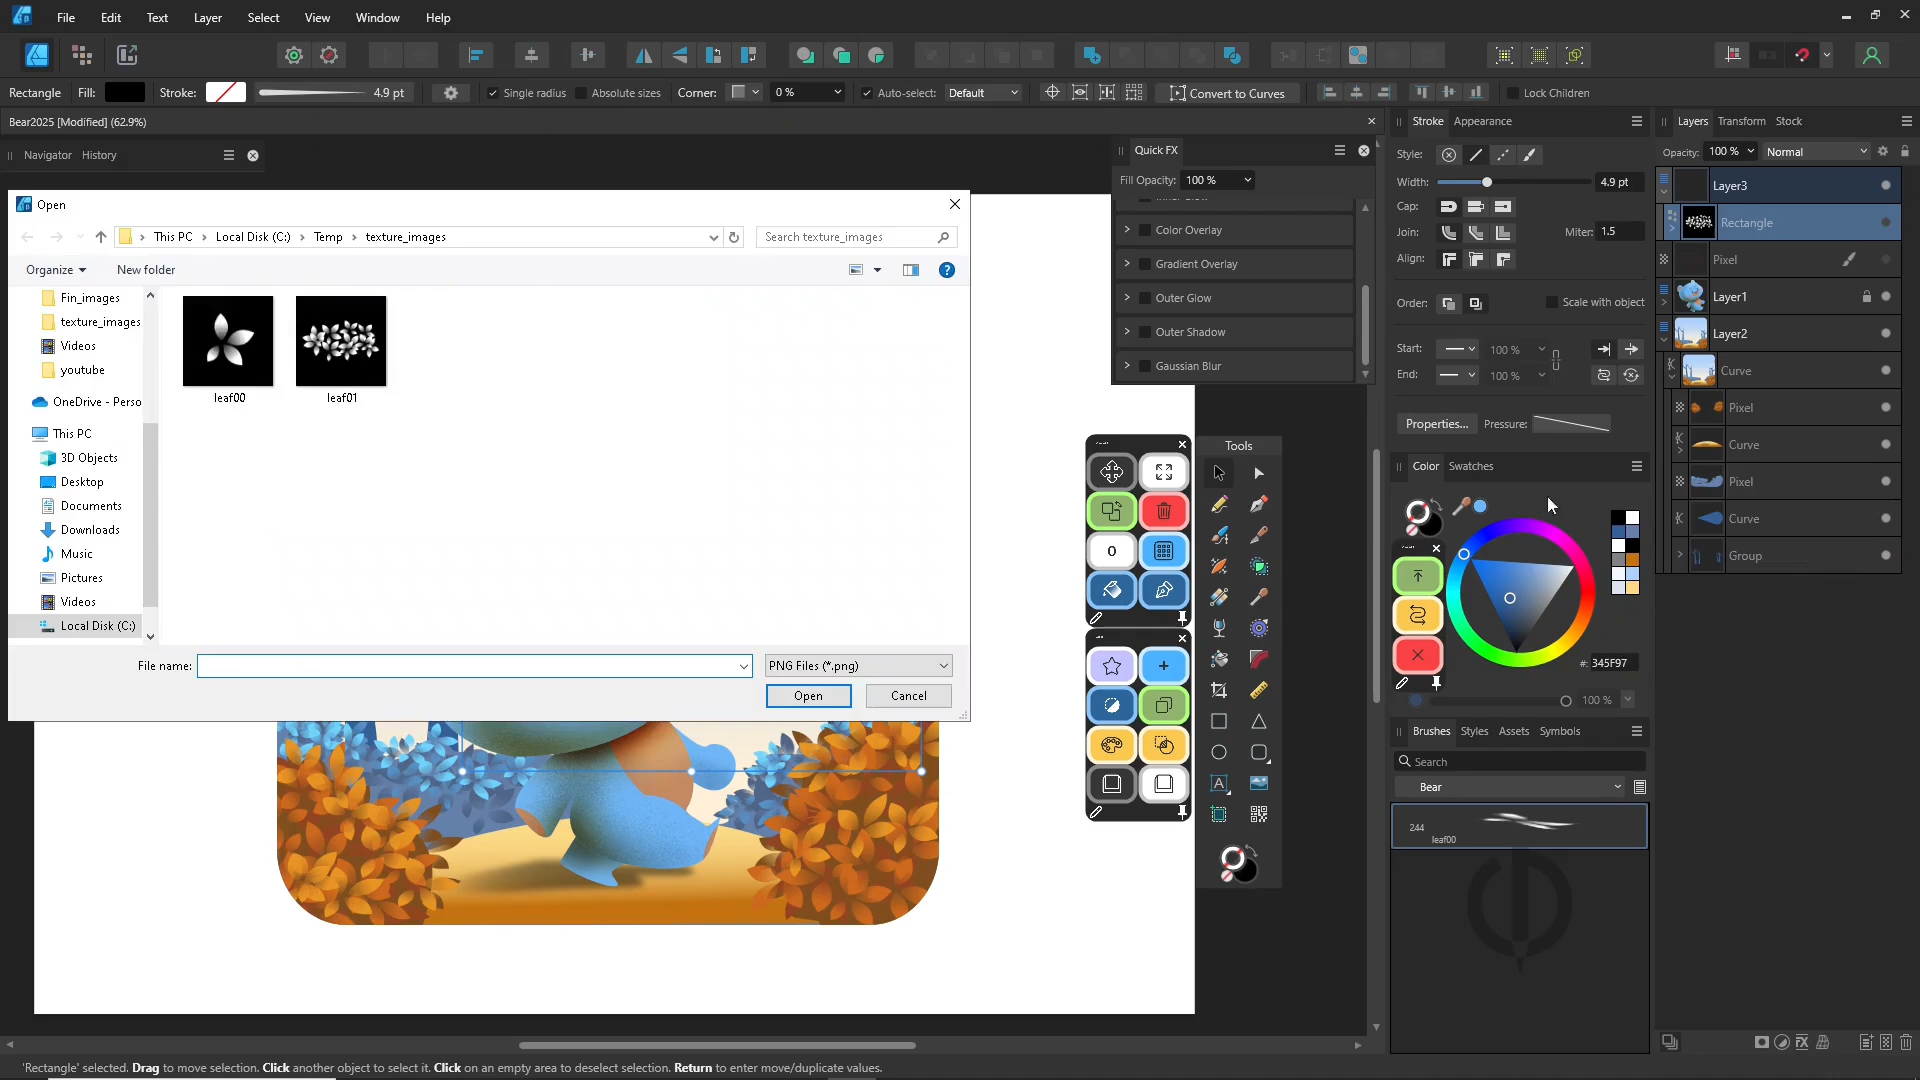 File Edit Text Layer Select View Window Help
Rectangle Fill: Stroke: 4.9 pt Single radius Absolute sizes Corner: 0 % Auto-select: Default Convert to Curves Lock Children
Bear2025 [Modified] (62.9%)
Navigator History
Open
This PC Local Disk (C:) Temp texture_images
Search texture_images
Organize New folder
Fin_images
texture_images
Videos
youtube
OneDrive - Perso
This PC
3D Objects
Desktop
Documents
Downloads
Music
Pictures
Videos
Local Disk (C:)
leaf00 leaf01
File name: PNG Files (*.png)
Open Cancel
Quick FX
Fill Opacity: 100 %
Color Overlay
Gradient Overlay
Outer Glow
Outer Shadow
Gaussian Blur
Tools
0
Stroke Appearance
Style:
Width: 4.9 pt
Cap:
Join: Miter: 1.5
Align:
Order: Scale with object
Start: 100 %
End: 100 %
Properties... Pressure:
Color Swatches
#: 345F97
100 %
Brushes Styles Assets Symbols
Search
Bear
244
leaf00
Layers Transform Stock
Opacity: 100 % Normal
Layer3
Rectangle
Pixel
Layer1
Layer2
Curve
Pixel
Curve
Pixel
Curve
Group
'Rectangle' selected. Drag to move selection. Click another object to select it. Click on an empty area to deselect selection. Return to enter move/duplicate values.